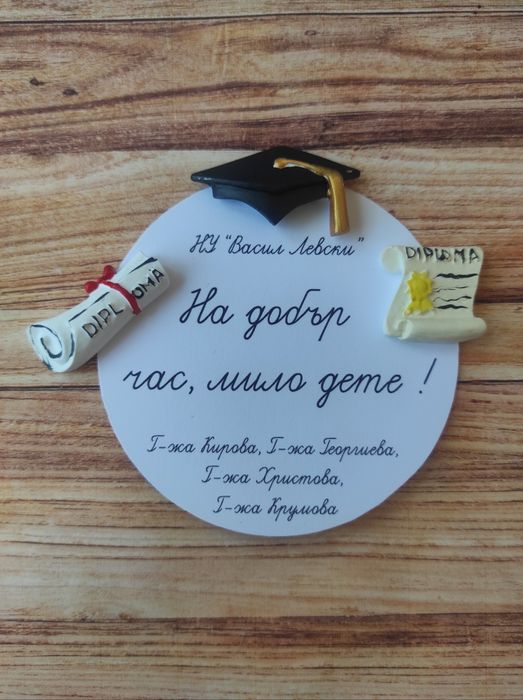 НУ "Васил Левски"
DIPLOMA
DIPLOMA
На добър
час, мило дете !
Г-жа Кирова, Г-жа Георгиева,
Г-жа Христова,
Г-жа Крумова